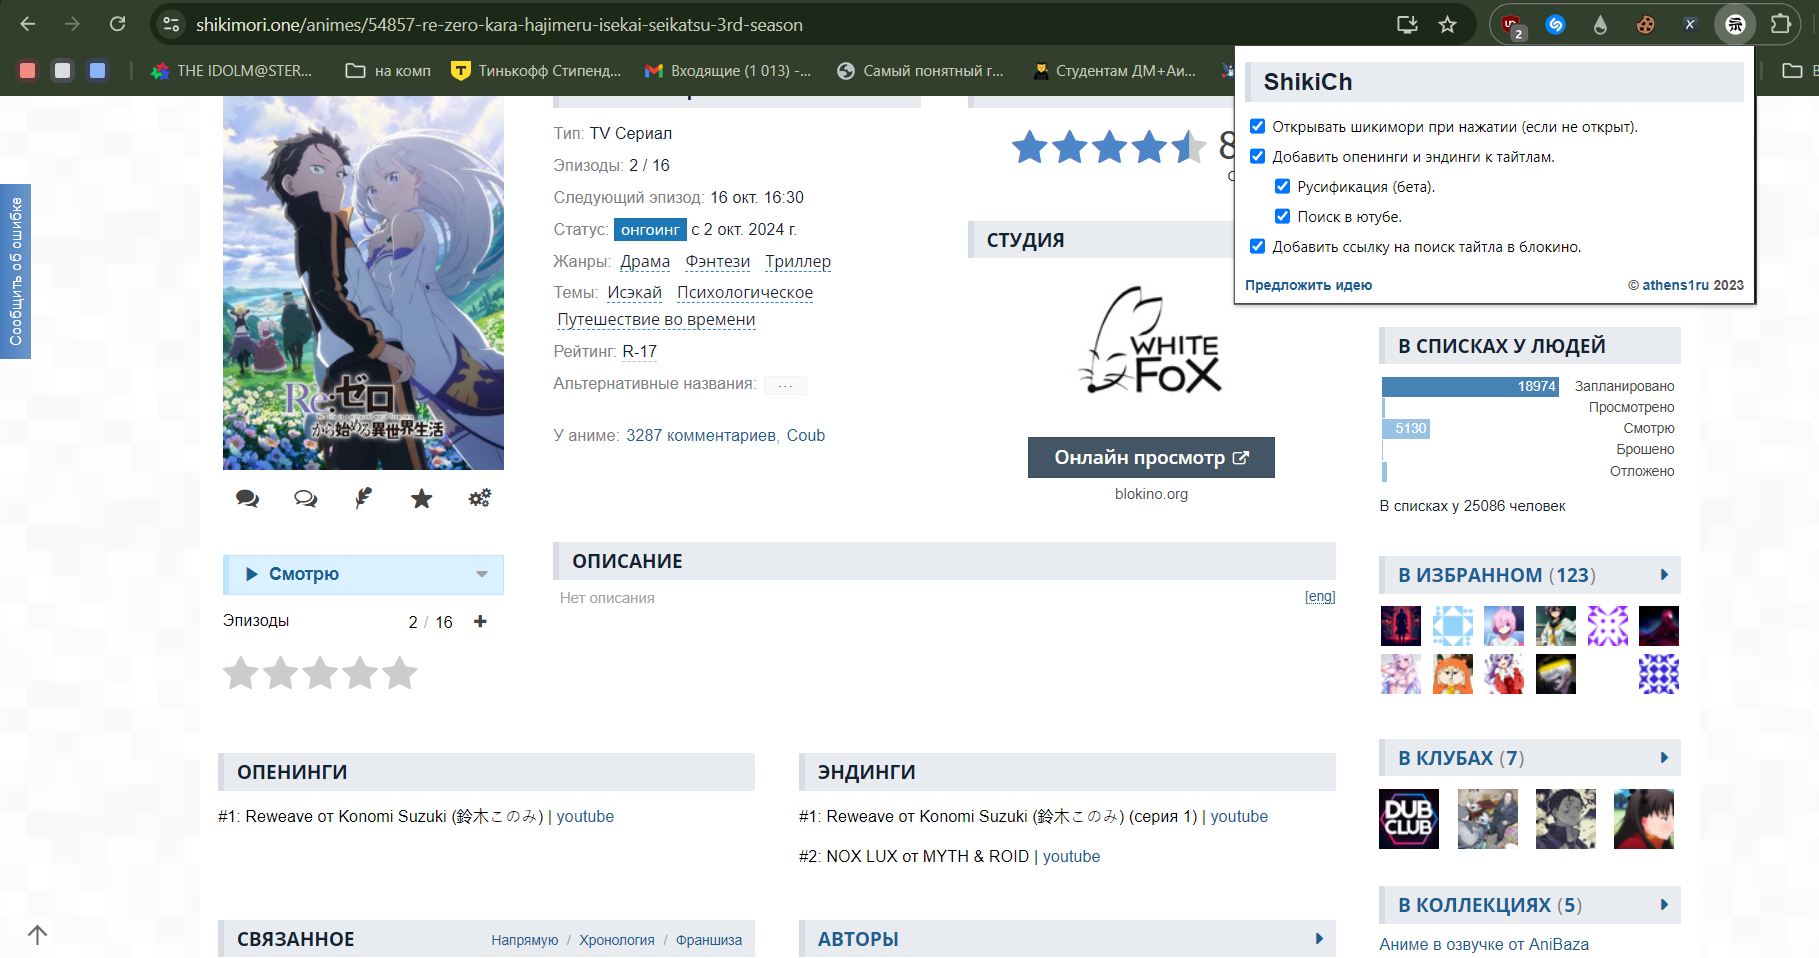 shikimori.one/animes/54857-re-zero-kara-hajimeru-isekai-seikatsu-3rd-season
2
THE IDOLM@STER...
на комп
Тинькофф Стипенд...
Входящие (1 013) -...
Самый понятный г...
Студентам ДМ+Аи...
ShikiCh
Открывать шикимори при нажатии (если не открыт).
Добавить опенинги и эндинги к тайтлам.
Русификация (бета).
Поиск в ютубе.
Добавить ссылку на поиск тайтла в блокино.
Предложить идею
© athens1ru 2023
Сообщить об ошибке
Re:ゼロ
から始める異世界生活
Тип: TV Сериал
Эпизоды: 2 / 16
Следующий эпизод: 16 окт. 16:30
Статус: онгоинг с 2 окт. 2024 г.
Жанры: Драма Фэнтези Триллер
Темы: Исэкай Психологическое
Путешествие во времени
Рейтинг: R-17
Альтернативные названия: ...
У аниме: 3287 комментариев, Coub
8
СТУДИЯ
WHITE
FOX
Онлайн просмотр
blokino.org
Смотрю
Эпизоды 2 / 16 +
ОПИСАНИЕ
Нет описания
[eng]
ОПЕНИНГИ
#1: Reweave от Konomi Suzuki (鈴木このみ) | youtube
ЭНДИНГИ
#1: Reweave от Konomi Suzuki (鈴木このみ) (серия 1) | youtube
#2: NOX LUX от MYTH & ROID | youtube
СВЯЗАННОЕ
Напрямую / Хронология / Франшиза
АВТОРЫ
В СПИСКАХ У ЛЮДЕЙ
18974 Запланировано
Просмотрено
5130 Смотрю
Брошено
Отложено
В списках у 25086 человек
В ИЗБРАННОМ (123)
В КЛУБАХ (7)
DUB
CLUB
В КОЛЛЕКЦИЯХ (5)
Аниме в озвучке от AniBaza